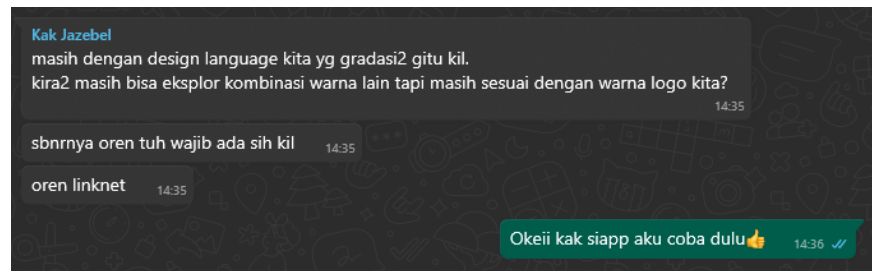 Kak Jazebel
masih dengan design language kita yg gradasi2 gitu kil.
kira2 masih bisa eksplor kombinasi warna lain tapi masih sesuai dengan warna logo kita?
14:35
sbnrnya oren tuh wajib ada sih kil 14:35
oren linknet 14:35
Okeii kak siapp aku coba dulu👍 14:36